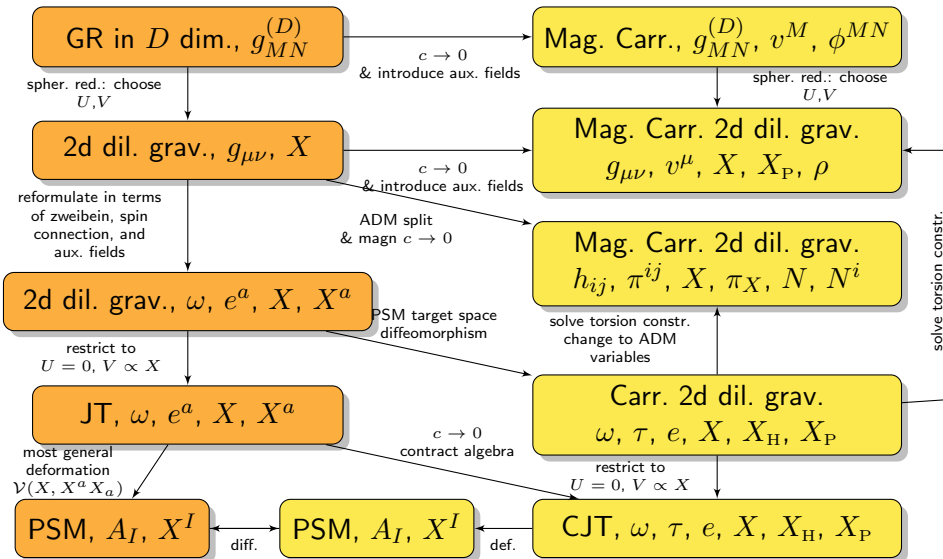 GR in D dim., g_{MN}^{(D)}
c → 0
& introduce aux. fields
Mag. Carr., g_{MN}^{(D)}, v^M, ϕ^{MN}
spher. red.: choose
U,V
spher. red.: choose
U,V
2d dil. grav., g_{μν}, X
c → 0
& introduce aux. fields
Mag. Carr. 2d dil. grav.
g_{μν}, v^μ, X, X_P, ρ
reformulate in terms
of zweibein, spin
connection, and
aux. fields
ADM split
& magn c → 0
Mag. Carr. 2d dil. grav.
h_{ij}, π^{ij}, X, π_X, N, N^i
solve torsion constr.
2d dil. grav., ω, e^a, X, X^a
PSM target space
diffeomorphism
solve torsion constr.
change to ADM
variables
restrict to
U = 0, V ∝ X
JT, ω, e^a, X, X^a
Carr. 2d dil. grav.
ω, τ, e, X, X_H, X_P
c → 0
contract algebra
most general
deformation
𝒱(X, X^a X_a)
restrict to
U = 0, V ∝ X
PSM, A_I, X^I
diff.
PSM, A_I, X^I
def.
CJT, ω, τ, e, X, X_H, X_P